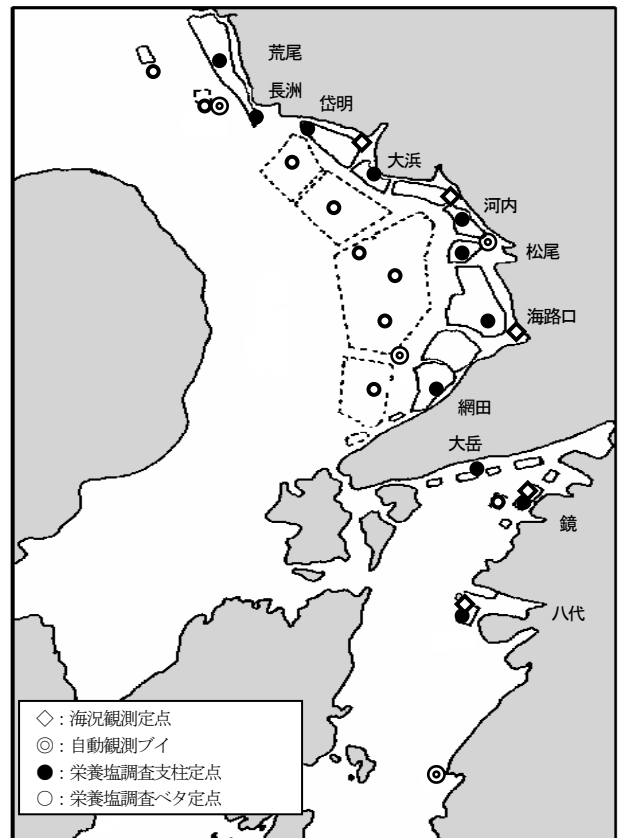 荒尾
長洲
岱明
大浜
河内
松尾
海路口
網田
大岳
鏡
八代
◇：海況観測定点
◎：自動観測ブイ
●：栄養塩調査支柱定点
○：栄養塩調査ベタ定点